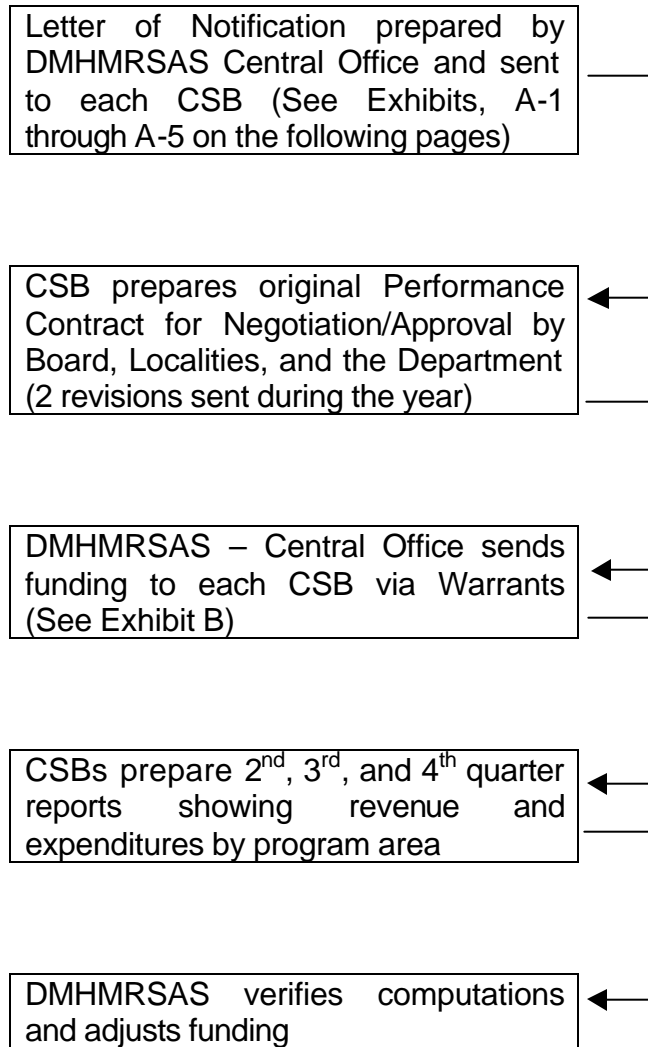 Letter of Notification prepared by
DMHMRSAS Central Office and sent
to each CSB (See Exhibits, A-1
through A-5 on the following pages)
CSB prepares original Performance
Contract for Negotiation/Approval by
Board, Localities, and the Department
(2 revisions sent during the year)
DMHMRSAS – Central Office sends
funding to each CSB via Warrants
(See Exhibit B)
CSBs prepare 2nd, 3rd, and 4th quarter
reports showing revenue and
expenditures by program area
DMHMRSAS verifies computations
and adjusts funding